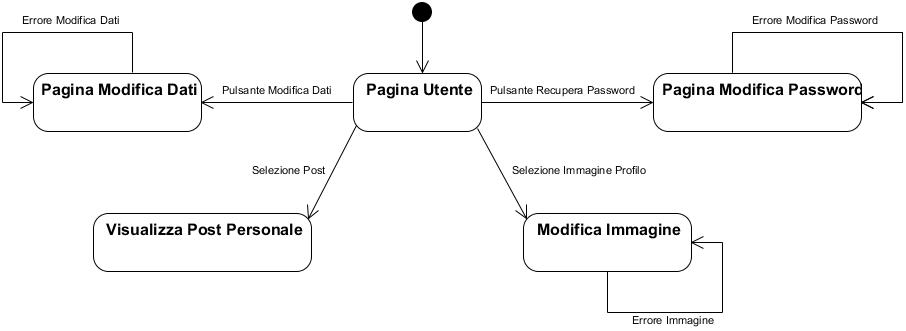 Errore Modifica Dati
Errore Modifica Password
Pagina Modifica Dati
Pulsante Modifica Dati
Pagina Utente
Pulsante Recupera Password
Pagina Modifica Password
Selezione Post
Selezione Immagine Profilo
Visualizza Post Personale
Modifica Immagine
Errore Immagine